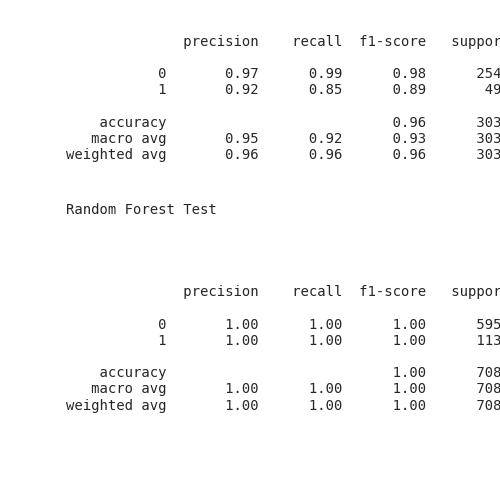 precision recall f1-score suppor
0 0.97 0.99 0.98 254
1 0.92 0.85 0.89 49
accuracy 0.96 303
macro avg 0.95 0.92 0.93 303
weighted avg 0.96 0.96 0.96 303
Random Forest Test
precision recall f1-score suppor
0 1.00 1.00 1.00 595
1 1.00 1.00 1.00 113
accuracy 1.00 708
macro avg 1.00 1.00 1.00 708
weighted avg 1.00 1.00 1.00 708